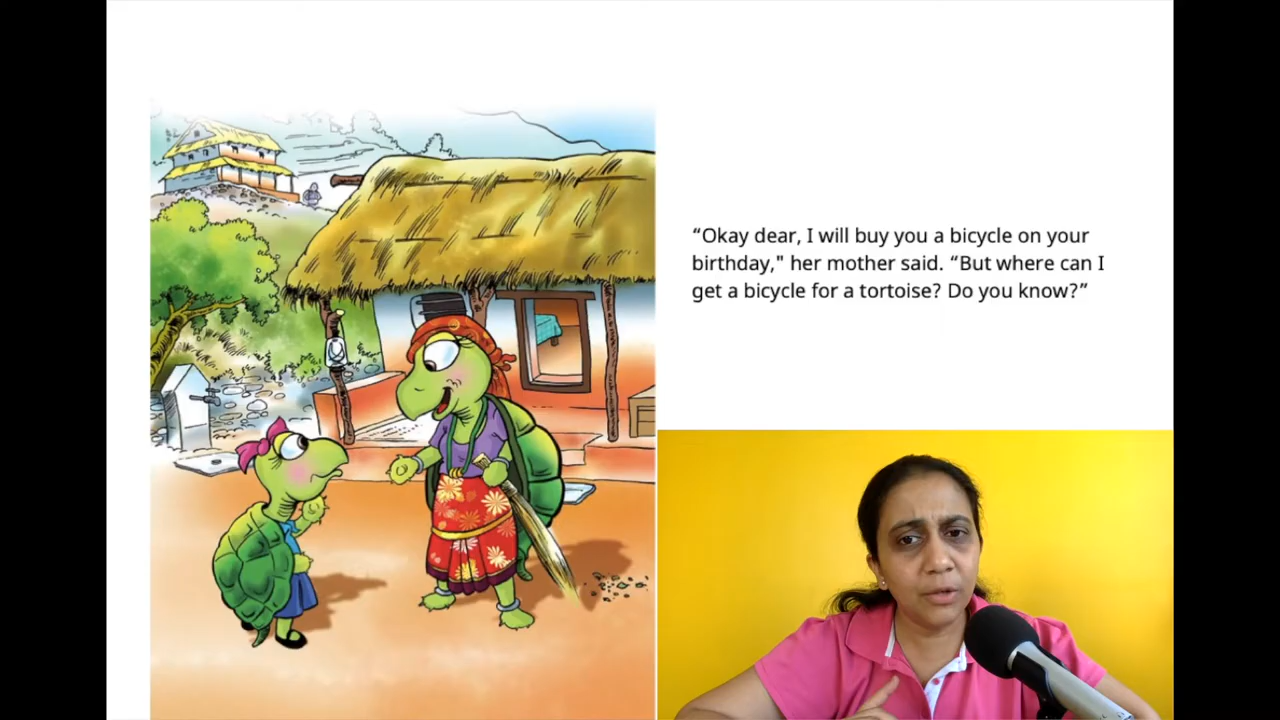 “Okay dear, I will buy you a bicycle on your
birthday," her mother said. “But where can I
get a bicycle for a tortoise? Do you know?”